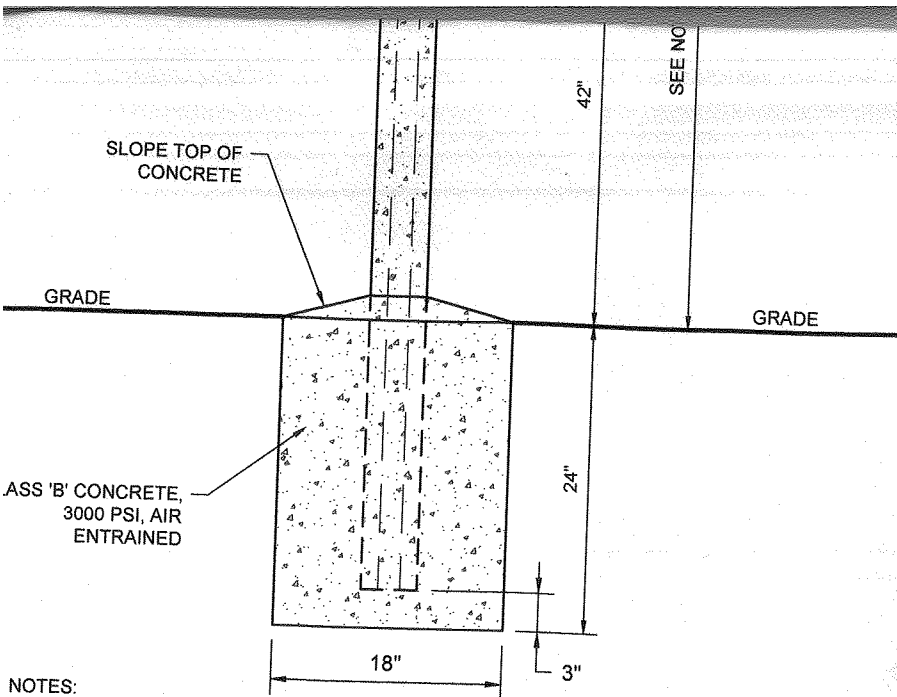 42"
SEE NO
SLOPE TOP OF
CONCRETE
GRADE
GRADE
.ASS 'B' CONCRETE,
3000 PSI, AIR
ENTRAINED
24"
18"
3"
NOTES: